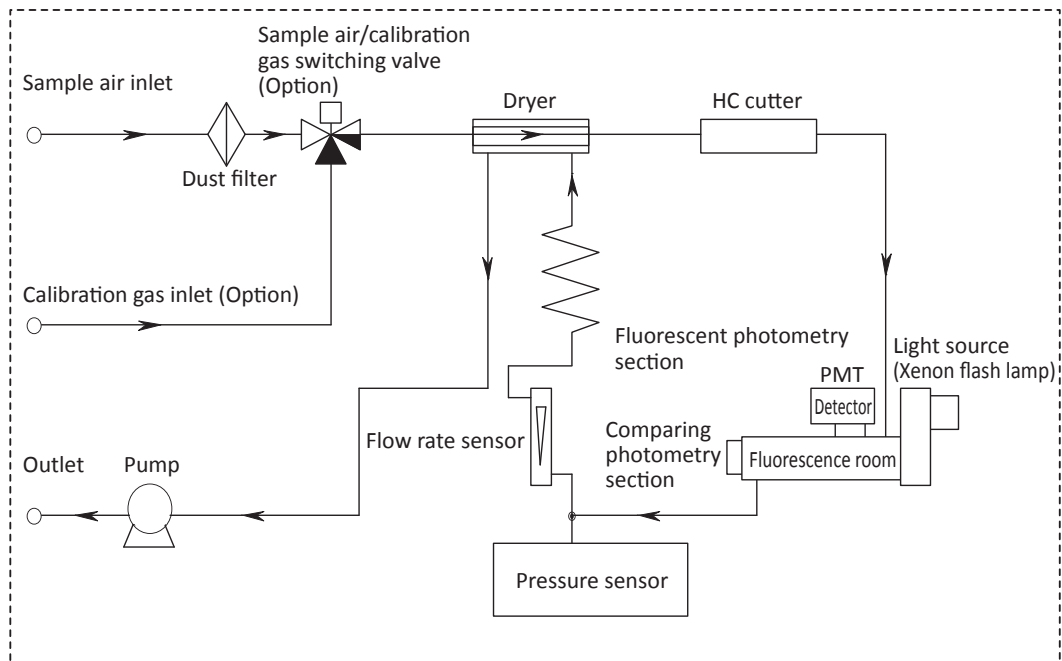 Sample air/calibration
gas switching valve
(Option)
Sample air inlet
Dryer
HC cutter
Dust filter
Calibration gas inlet (Option)
Fluorescent photometry
section
Light source
(Xenon flash lamp)
PMT
Detector
Flow rate sensor
Comparing
photometry
section
Fluorescence room
Outlet
Pump
Pressure sensor